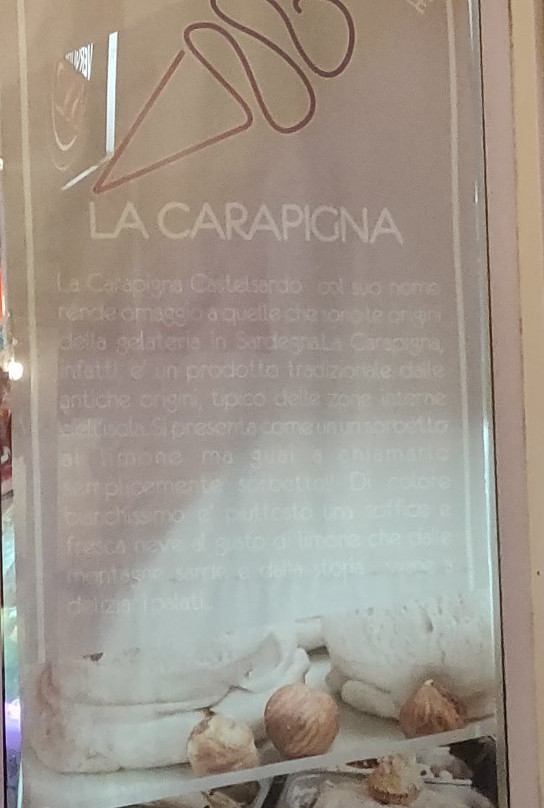 LA CARAPIGNA
La Carapigna Castelsardo col suo nome
rende omaggio a quelle che sono le origini
della gelateria in Sardegna.La Carapigna,
infatti, e' un prodotto tradizionale dalle
antiche origini, tipico delle zone interne
dell'isola.Si presenta come un un sorbetto
al limone ma guai a chiamarlo
semplicemente sorbetto!! Di colore
bianchissimo e' piuttosto una soffice e
fresca neve al gusto di limone che dalle
montagne sarde e dalla storia
delizia i palati..